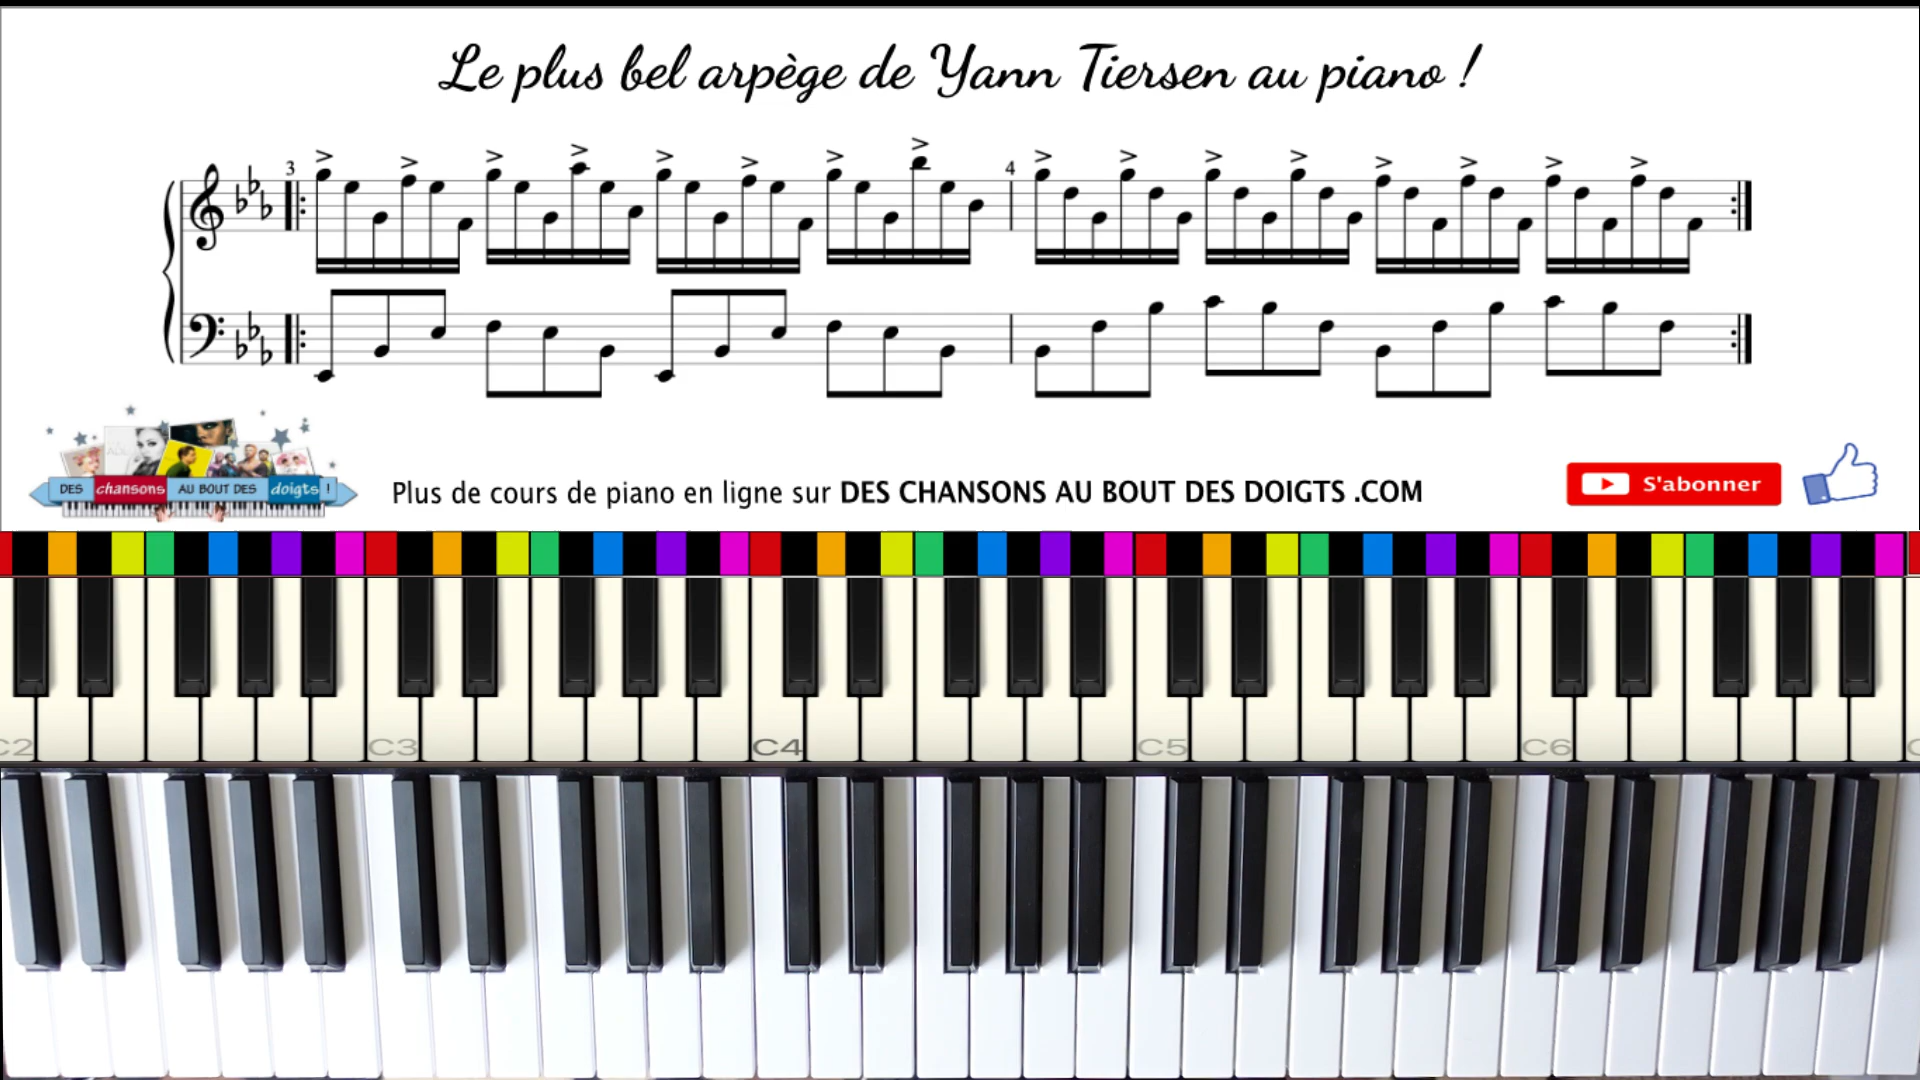 Le plus bel arpège de Yann Tiersen au piano !
3
4
DES chansons AU BOUT DES doigts !
Plus de cours de piano en ligne sur DES CHANSONS AU BOUT DES DOIGTS .COM
S'abonner
C2 C3 C4 C5 C6